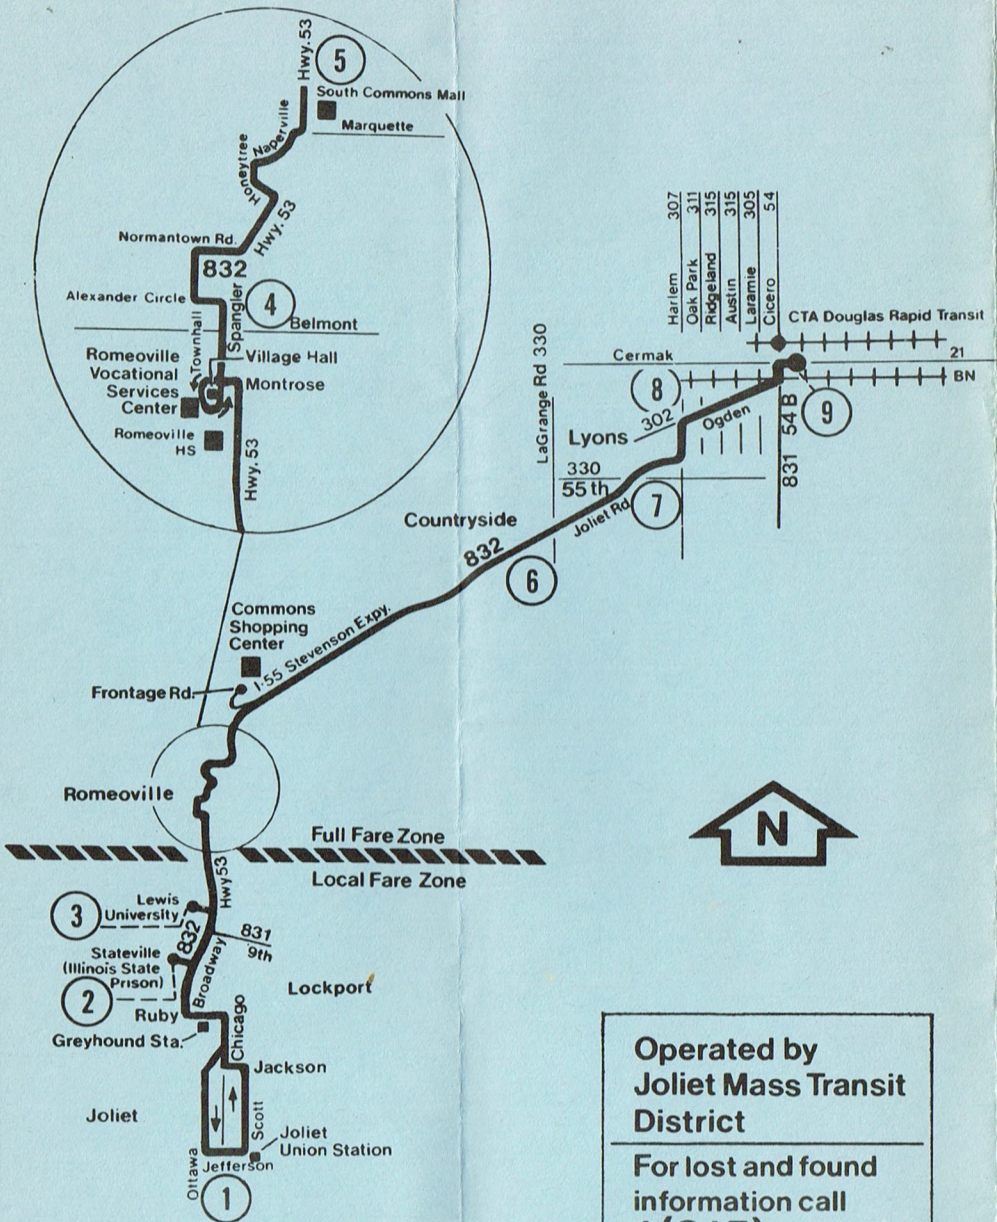 Hwy. 53
5
South Commons Mall
Marquette
Naperville
Honeytree
Hwy. 53
Normantown Rd.
832
Alexander Circle
Spangler
4
Belmont
Townhall
Romeoville
Vocational
Services
Center
Village Hall
Montrose
Romeoville
HS
Hwy. 53
Harlem 307
Oak Park 311
Ridgeland 315
Austin 315
Laramie 305
Cicero 54
CTA Douglas Rapid Transit
21
Cermak
BN
LaGrange Rd 330
8
302
Ogden
9
Lyons
831 54B
330
55th
7
Joliet Rd
Countryside
832
6
Commons
Shopping
Center
I-55 Stevenson Expy.
Frontage Rd.
Romeoville
N
Full Fare Zone
Local Fare Zone
Hwy 53
3
Lewis
University
832
831
9th
Stateville
(Illinois State
Prison)
2
Broadway
Lockport
Ruby
Greyhound Sta.
Chicago
Jackson
Joliet
Scott
Joliet
Union Station
Ottawa
Jefferson
1
Operated by
Joliet Mass Transit
District
For lost and found
information call